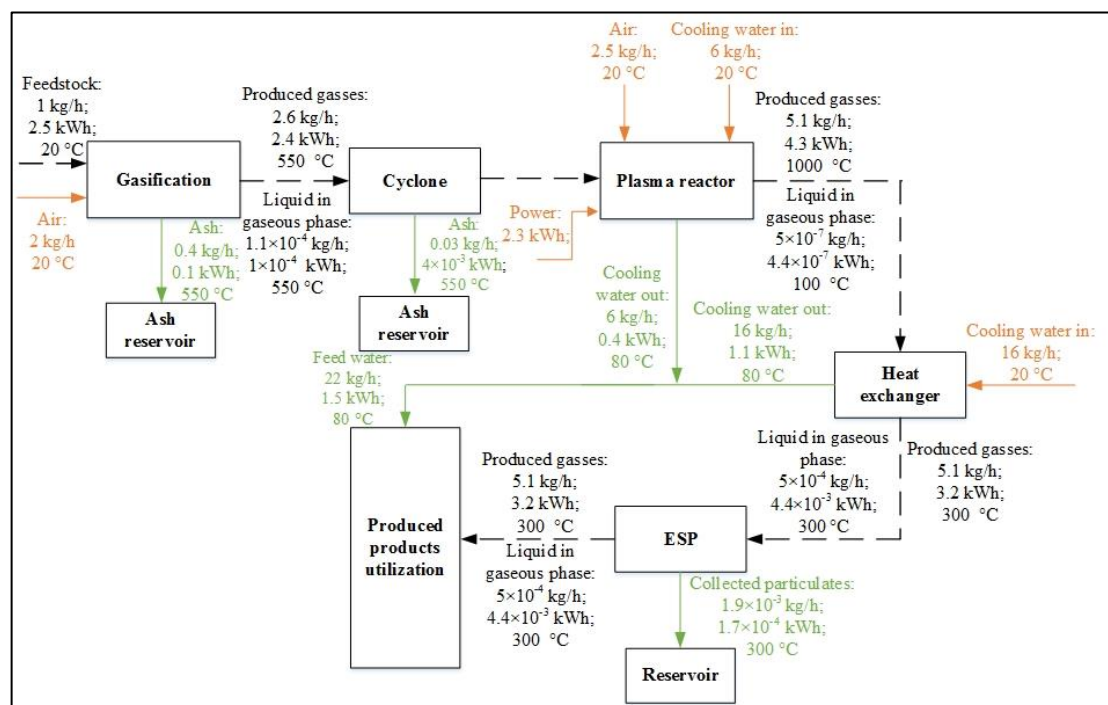 Feedstock:
1 kg/h;
2.5 kWh;
20 °C
Air:
2 kg/h
20 °C
Gasification
Ash:
0.4 kg/h;
0.1 kWh;
550 °C
Ash
reservoir
Produced gasses:
2.6 kg/h;
2.4 kWh;
550 °C
Liquid in
gaseous phase:
1.1×10⁻⁴ kg/h;
1×10⁻⁴ kWh;
550 °C
Cyclone
Ash:
0.03 kg/h;
4×10⁻³ kWh;
550 °C
Ash
reservoir
Air:
2.5 kg/h;
20 °C
Cooling water in:
6 kg/h;
20 °C
Power:
2.3 kWh;
Plasma reactor
Produced gasses:
5.1 kg/h;
4.3 kWh;
1000 °C
Liquid in
gaseous phase:
5×10⁻⁷ kg/h;
4.4×10⁻⁷ kWh;
100 °C
Cooling
water out:
6 kg/h;
0.4 kWh;
80 °C
Cooling water out:
16 kg/h;
1.1 kWh;
80 °C
Cooling water in:
16 kg/h;
20 °C
Heat
exchanger
Feed water:
22 kg/h;
1.5 kWh;
80 °C
Produced
products
utilization
Produced gasses:
5.1 kg/h;
3.2 kWh;
300 °C
Liquid in
gaseous phase:
5×10⁻⁴ kg/h;
4.4×10⁻³ kWh;
300 °C
ESP
Liquid in gaseous
phase:
5×10⁻⁴ kg/h;
4.4×10⁻³ kWh;
300 °C
Produced gasses:
5.1 kg/h;
3.2 kWh;
300 °C
Collected particulates:
1.9×10⁻³ kg/h;
1.7×10⁻⁴ kWh;
300 °C
Reservoir